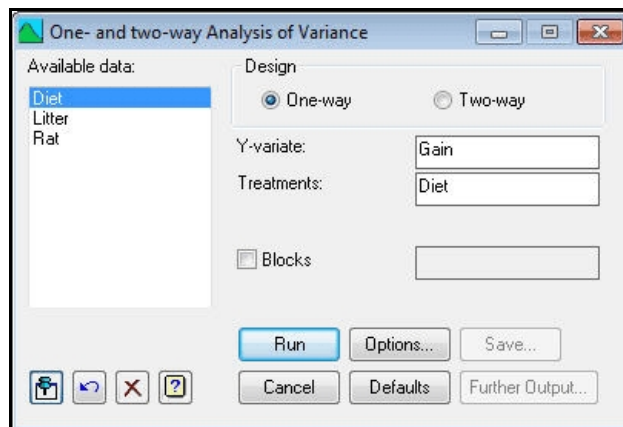 One- and two-way Analysis of Variance
Available data:
Diet
Litter
Rat
Design
One-way
Two-way
Y-variate:
Gain
Treatments:
Diet
Blocks
Run
Options...
Save...
Cancel
Defaults
Further Output...